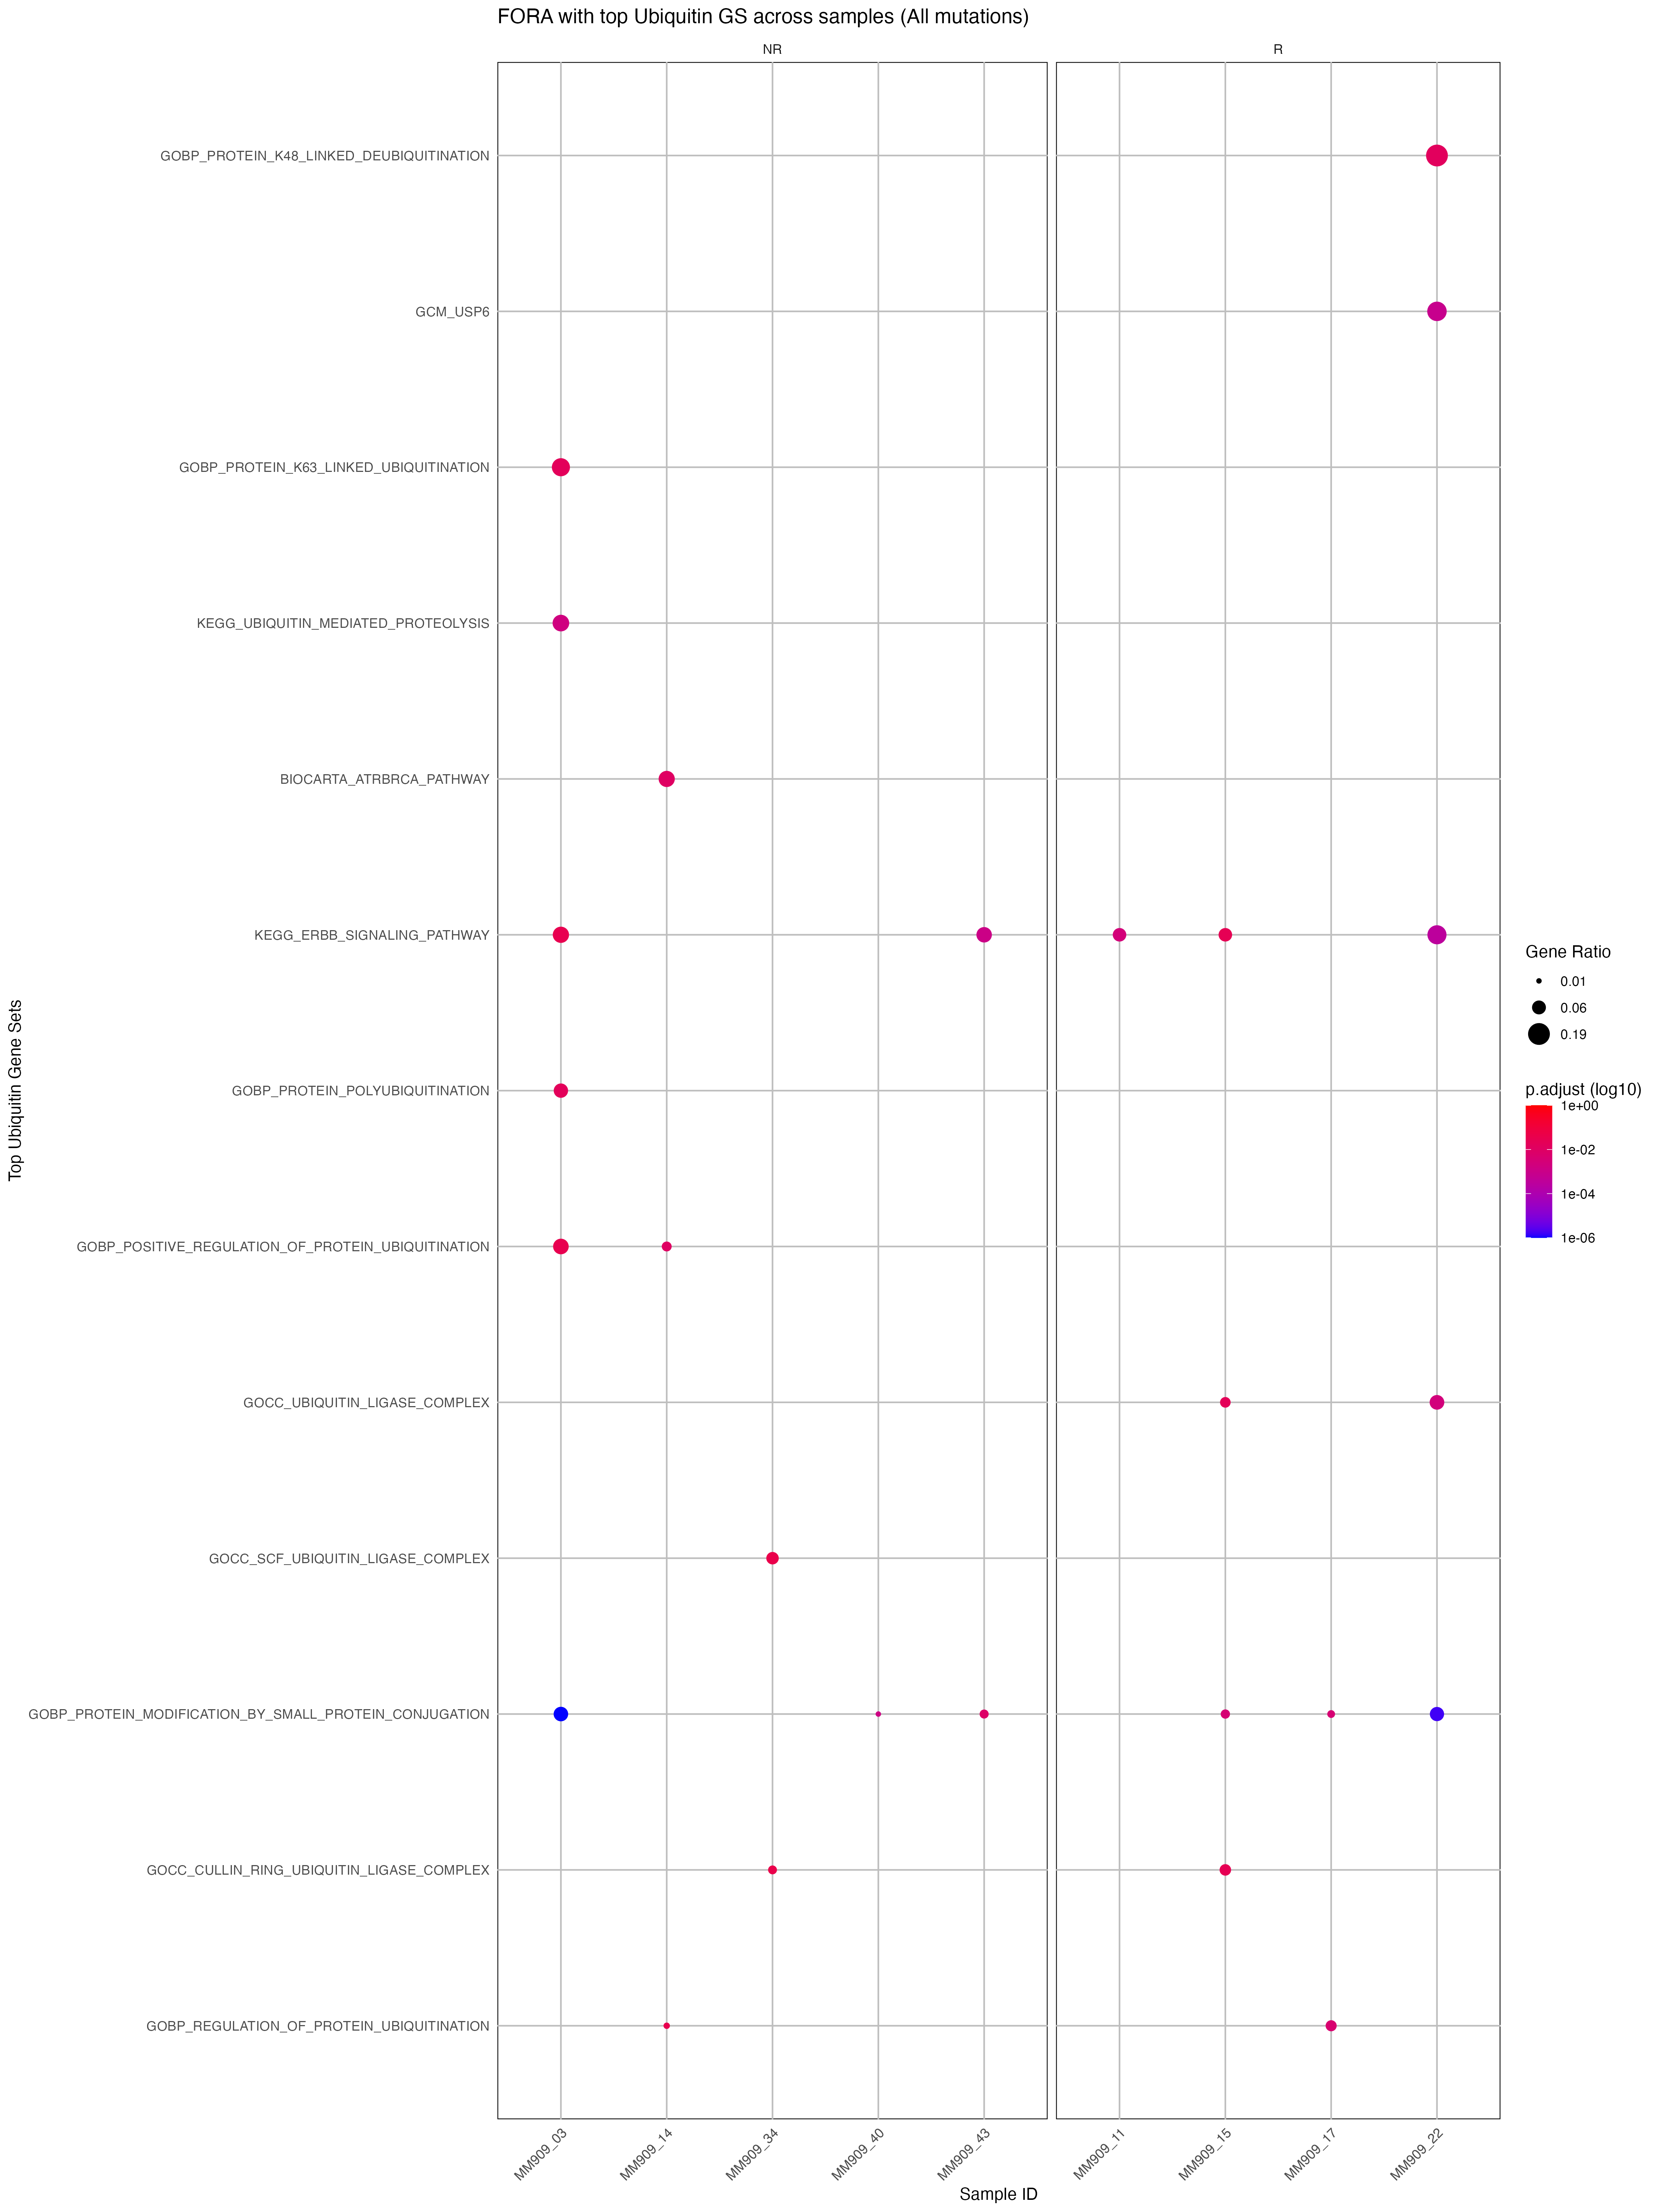 FORA with top Ubiquitin GS across samples (All mutations)
NR
R
GOBP_PROTEIN_K48_LINKED_DEUBIQUITINATION
GCM_USP6
GOBP_PROTEIN_K63_LINKED_UBIQUITINATION
KEGG_UBIQUITIN_MEDIATED_PROTEOLYSIS
BIOCARTA_ATRBRCA_PATHWAY
KEGG_ERBB_SIGNALING_PATHWAY
GOBP_PROTEIN_POLYUBIQUITINATION
GOBP_POSITIVE_REGULATION_OF_PROTEIN_UBIQUITINATION
GOCC_UBIQUITIN_LIGASE_COMPLEX
GOCC_SCF_UBIQUITIN_LIGASE_COMPLEX
GOBP_PROTEIN_MODIFICATION_BY_SMALL_PROTEIN_CONJUGATION
GOCC_CULLIN_RING_UBIQUITIN_LIGASE_COMPLEX
GOBP_REGULATION_OF_PROTEIN_UBIQUITINATION
Top Ubiquitin Gene Sets
MM909_03
MM909_14
MM909_34
MM909_40
MM909_43
MM909_11
MM909_15
MM909_17
MM909_22
Sample ID
Gene Ratio
0.01
0.06
0.19
p.adjust (log10)
1e+00
1e-02
1e-04
1e-06